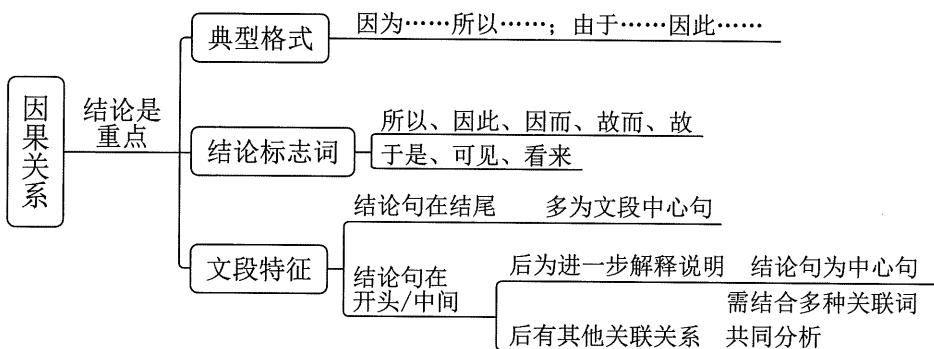 因果关系
结论是
重点
典型格式
因为……所以……；由于……因此……
结论标志词
所以、因此、因而、故而、故
于是、可见、看来
文段特征
结论句在结尾 多为文段中心句
结论句在
开头/中间
后为进一步解释说明 结论句为中心句
后有其他关联关系
需结合多种关联词
共同分析